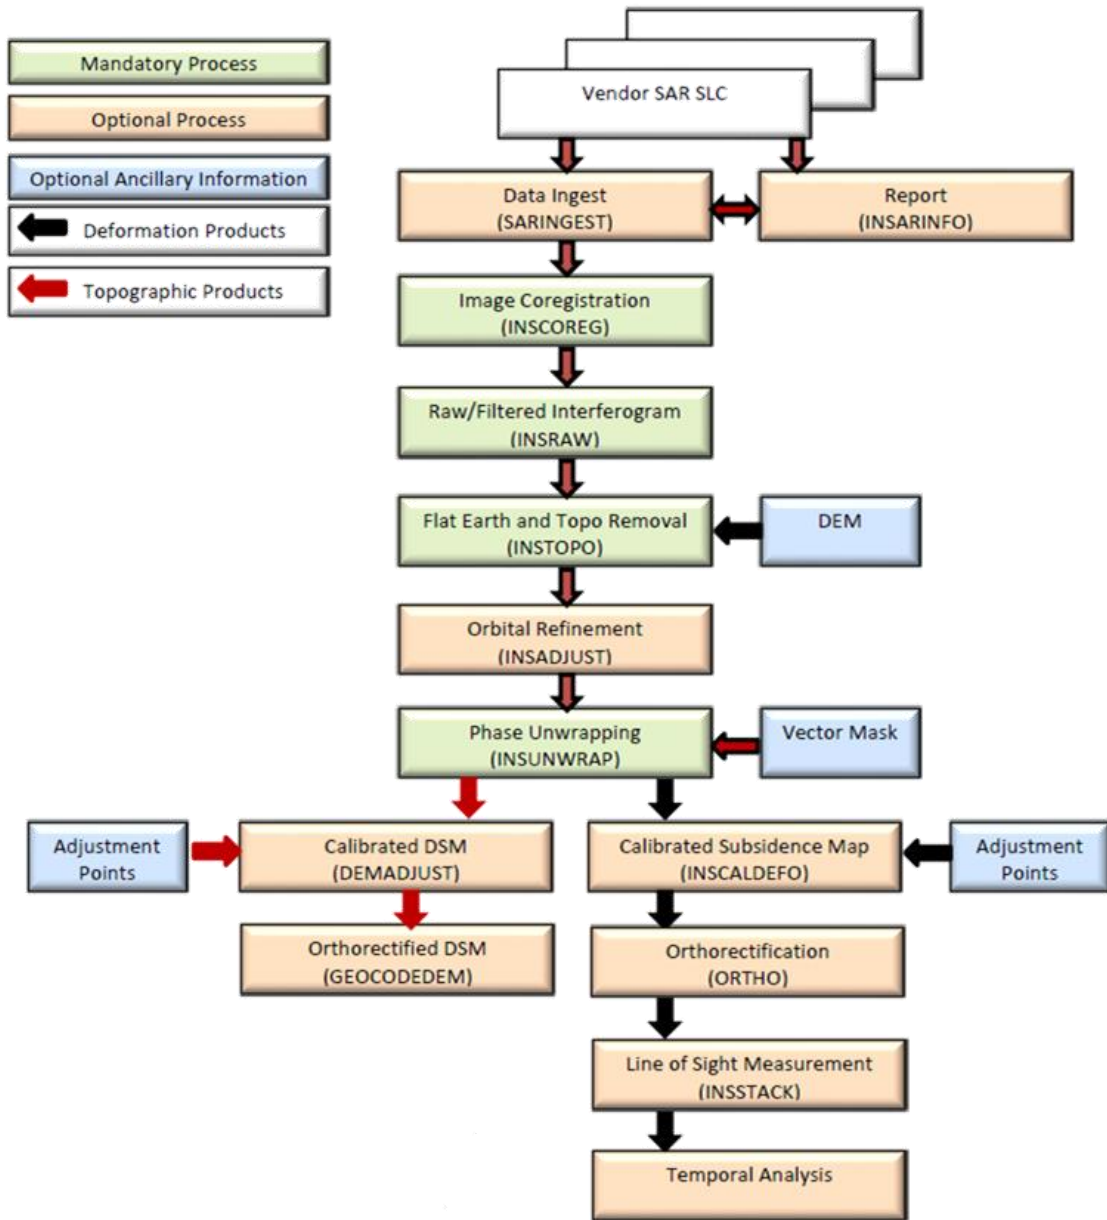 Mandatory Process
Optional Process
Optional Ancillary Information
Deformation Products
Topographic Products
Vendor SAR SLC
Data Ingest
(SARINGEST)
Report
(INSARINFO)
Image Coregistration
(INSCOREG)
Raw/Filtered Interferogram
(INSRAW)
Flat Earth and Topo Removal
(INSTOPO)
DEM
Orbital Refinement
(INSADJUST)
Phase Unwrapping
(INSUNWRAP)
Vector Mask
Adjustment
Points
Calibrated DSM
(DEMADJUST)
Calibrated Subsidence Map
(INSCALDEFO)
Adjustment
Points
Orthorectified DSM
(GEOCODEDEM)
Orthorectification
(ORTHO)
Line of Sight Measurement
(INSSTACK)
Temporal Analysis